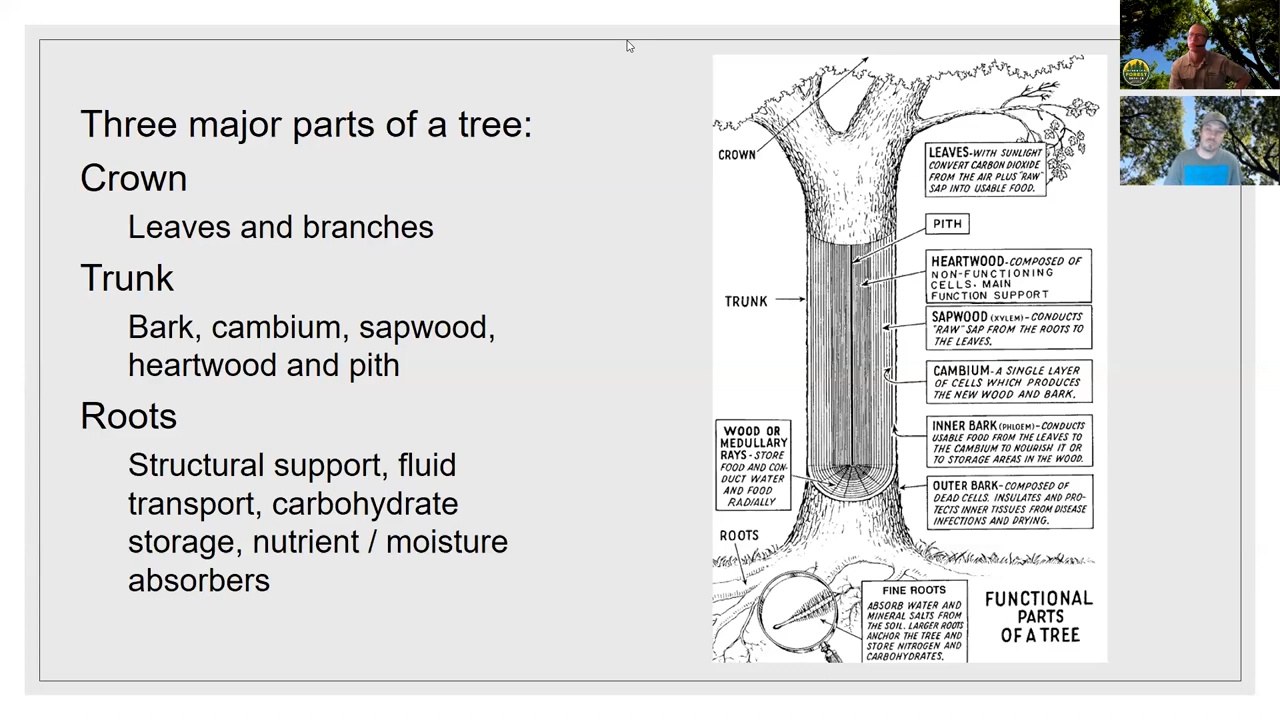 Three major parts of a tree:
Crown
Leaves and branches
Trunk
Bark, cambium, sapwood,
heartwood and pith
Roots
Structural support, fluid
transport, carbohydrate
storage, nutrient / moisture
absorbers
CROWN
LEAVES-WITH SUNLIGHT
CONVERT CARBON DIOXIDE
FROM THE AIR PLUS "RAW"
SAP INTO USABLE FOOD.
PITH
HEARTWOOD-COMPOSED OF
NON-FUNCTIONING
CELLS. MAIN
FUNCTION SUPPORT
TRUNK
SAPWOOD (XYLEM)-CONDUCTS
"RAW" SAP FROM THE ROOTS TO
THE LEAVES.
CAMBIUM-A SINGLE LAYER
OF CELLS WHICH PRODUCES
THE NEW WOOD AND BARK.
INNER BARK (PHLOEM)-CONDUCTS
USABLE FOOD FROM THE LEAVES TO
THE CAMBIUM TO NOURISH IT OR
TO STORAGE AREAS IN THE WOOD.
WOOD OR
MEDULLARY
RAYS-STORE
FOOD AND CON-
DUCT WATER
AND FOOD
RADIALLY
OUTER BARK-COMPOSED OF
DEAD CELLS. INSULATES AND PRO-
TECTS INNER TISSUES FROM DISEASE
INFECTIONS AND DRYING.
ROOTS
FINE ROOTS
ABSORB WATER AND
MINERAL SALTS FROM
THE SOIL. LARGER ROOTS
ANCHOR THE TREE AND
STORE NITROGEN AND
CARBOHYDRATES.
FUNCTIONAL
PARTS
OF A TREE
FOREST